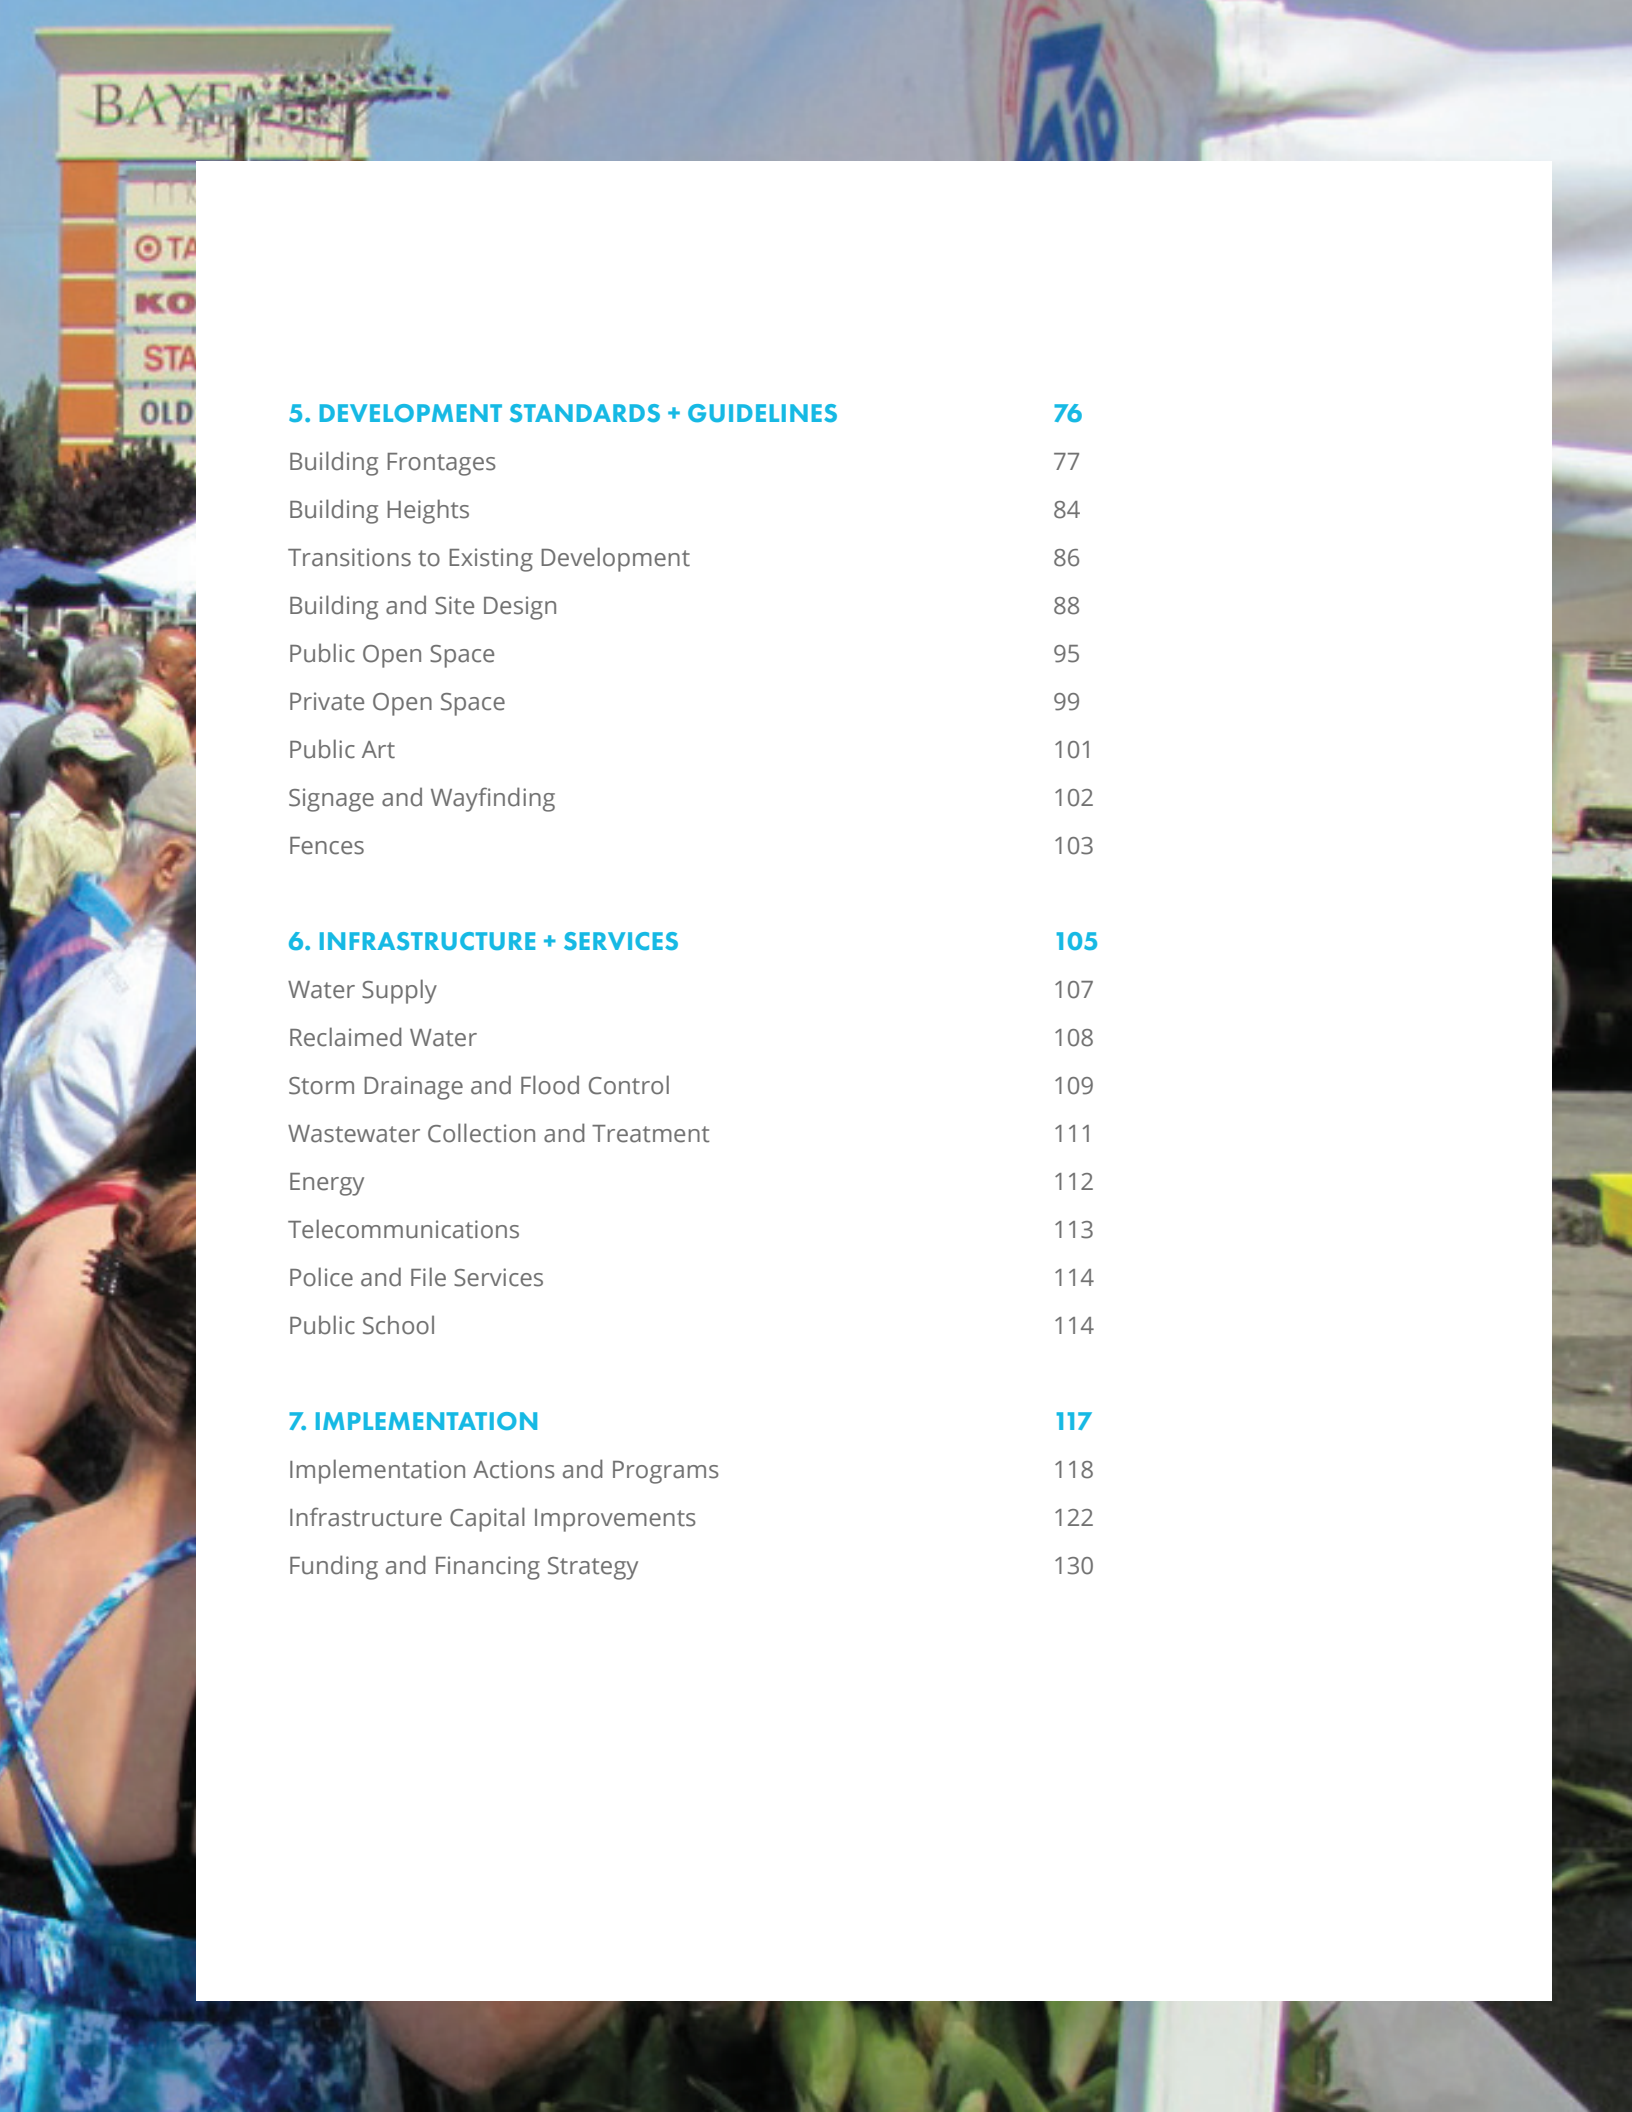 OLD
5. DEVELOPMENT STANDARDS + GUIDELINES 76
Building Frontages 77
Building Heights 84
Transitions to Existing Development 86
Building and Site Design 88
Public Open Space 95
Private Open Space 99
Public Art 101
Signage and Wayfinding 102
Fences 103
6. INFRASTRUCTURE + SERVICES 105
Water Supply 107
Reclaimed Water 108
Storm Drainage and Flood Control 109
Wastewater Collection and Treatment 111
Energy 112
Telecommunications 113
Police and File Services 114
Public School 114
7. IMPLEMENTATION 117
Implementation Actions and Programs 118
Infrastructure Capital Improvements 122
Funding and Financing Strategy 130